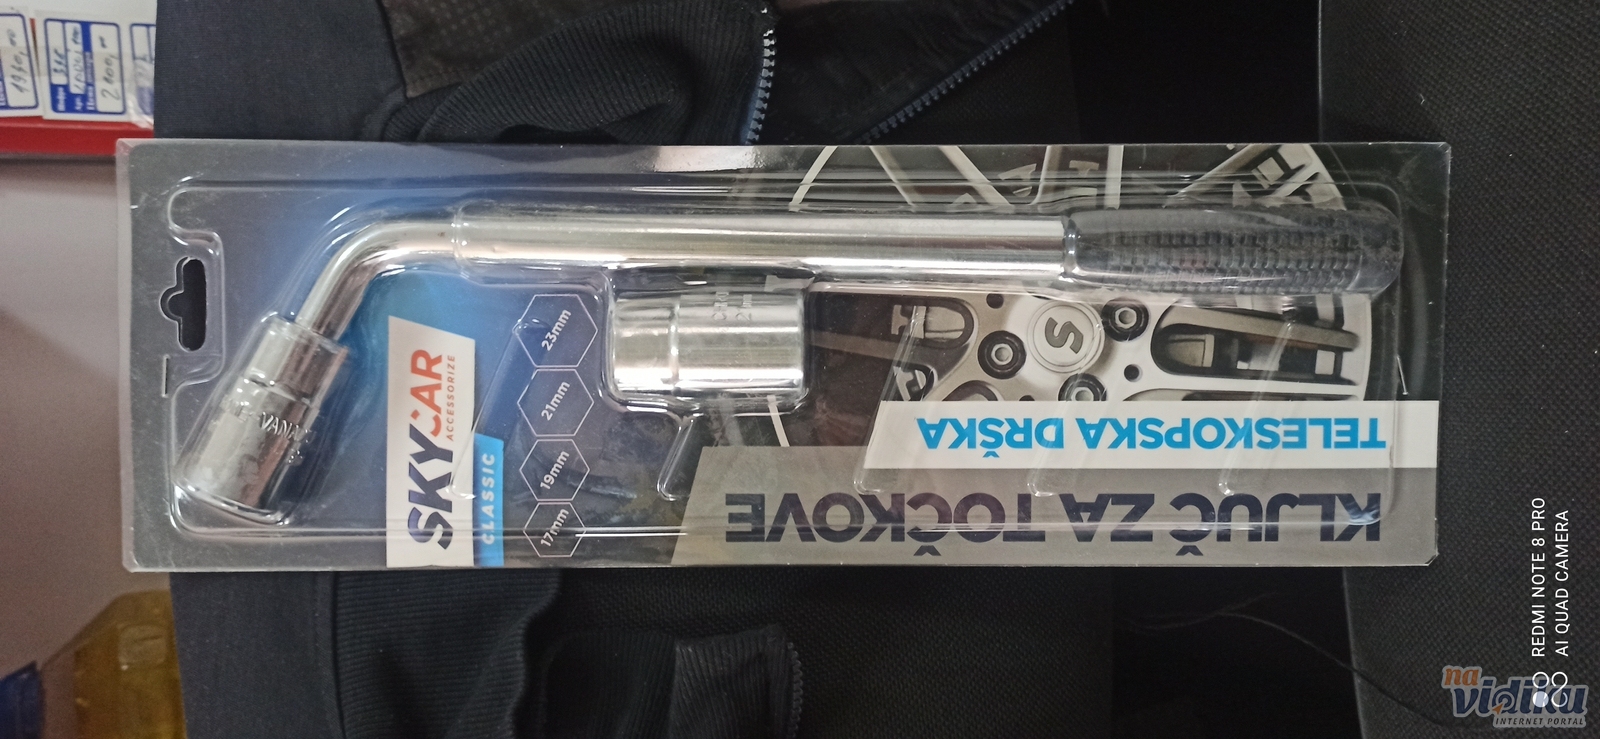 KLJUČ ZA TOČKOVE
TELESKOPSKA DRŠKA
SKYCAR
ACCESSORIZE
CLASSIC
17mm
19mm
21mm
23mm
S
REDMI NOTE 8 PRO
AI QUAD CAMERA
na
vidiku
INTERNET PORTAL